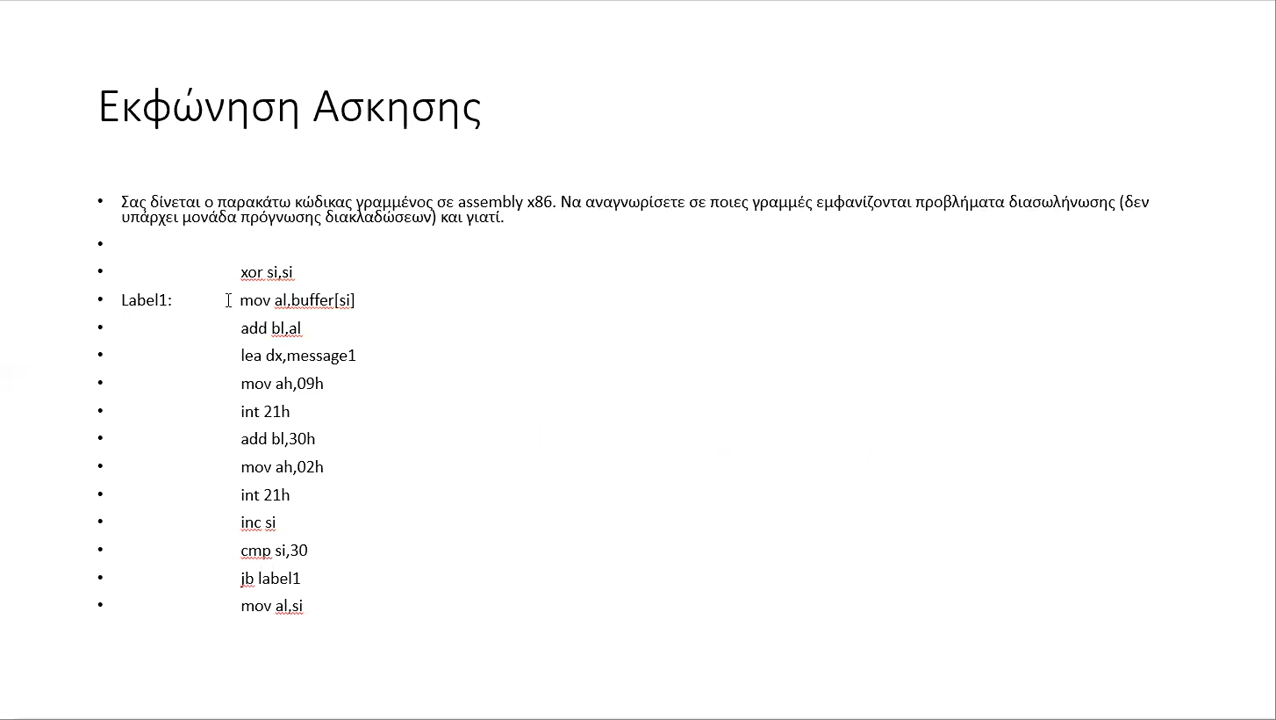 Εκφώνηση Ασκησης
• Σας δίνεται ο παρακάτω κώδικας γραμμένος σε assembly x86. Να αναγνωρίσετε σε ποιες γραμμές εμφανίζονται προβλήματα διασωλήνωσης (δεν
υπάρχει μονάδα πρόγνωσης διακλαδώσεων) και γιατί.
•
• xor si,si
• Label1: mov al,buffer[si]
• add bl,al
• lea dx,message1
• mov ah,09h
• int 21h
• add bl,30h
• mov ah,02h
• int 21h
• inc si
• cmp si,30
• jb label1
• mov al,si